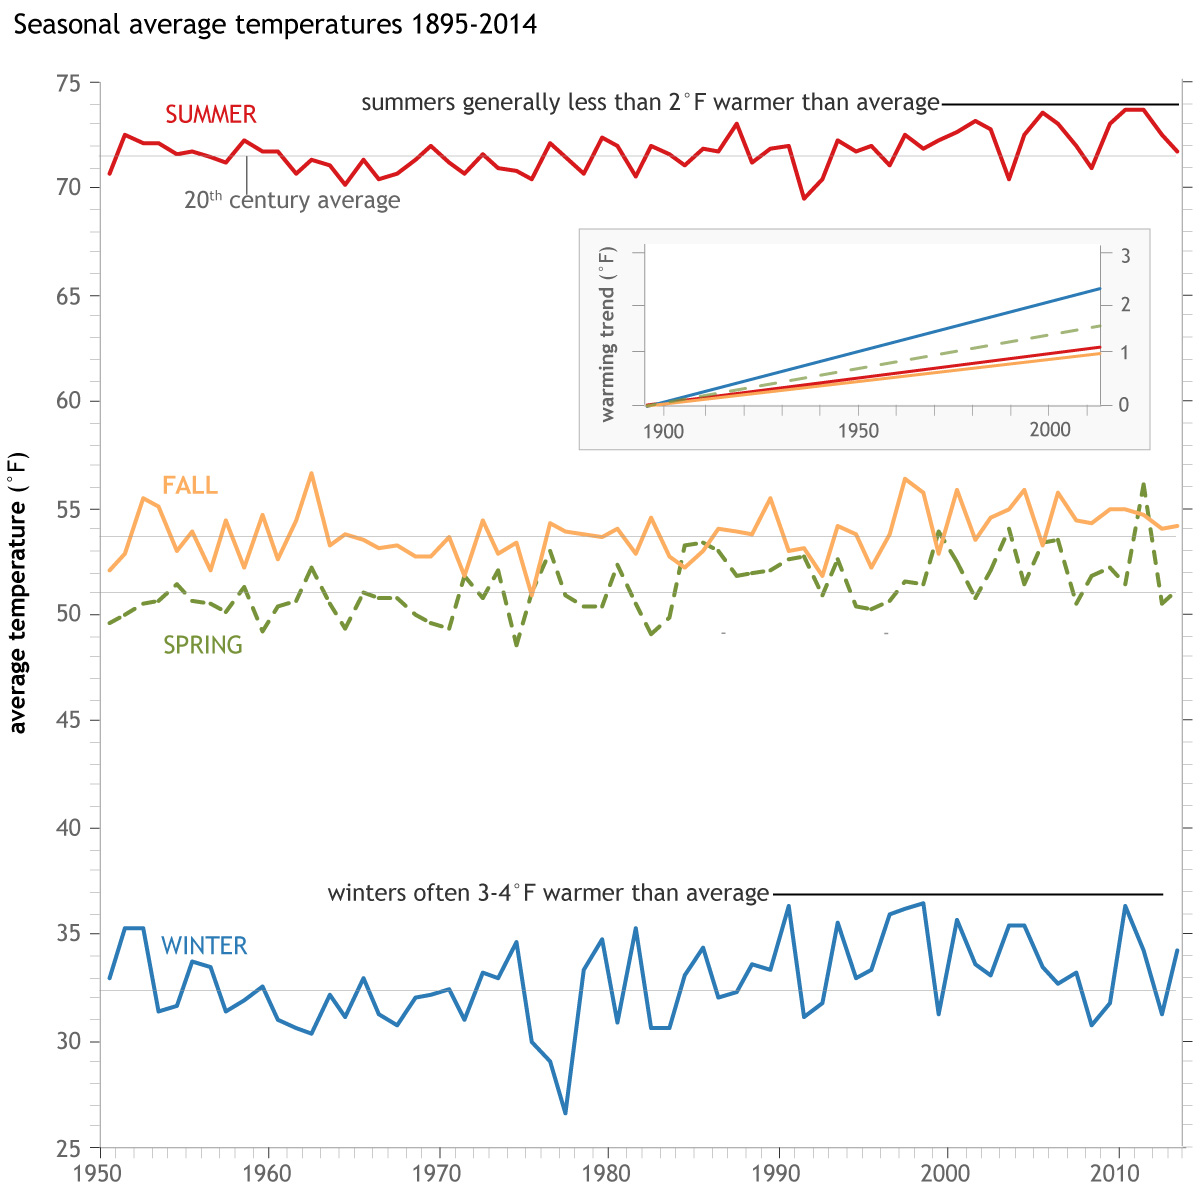 Seasonal average temperatures 1895-2014
75
summers generally less than 2°F warmer than average
SUMMER
70
20th century average
65
warming trend (°F)
3
2
1
0
1900 1950 2000
60
average temperature (°F)
FALL
55
50
SPRING
45
40
winters often 3-4°F warmer than average
35
WINTER
30
25
1950 1960 1970 1980 1990 2000 2010